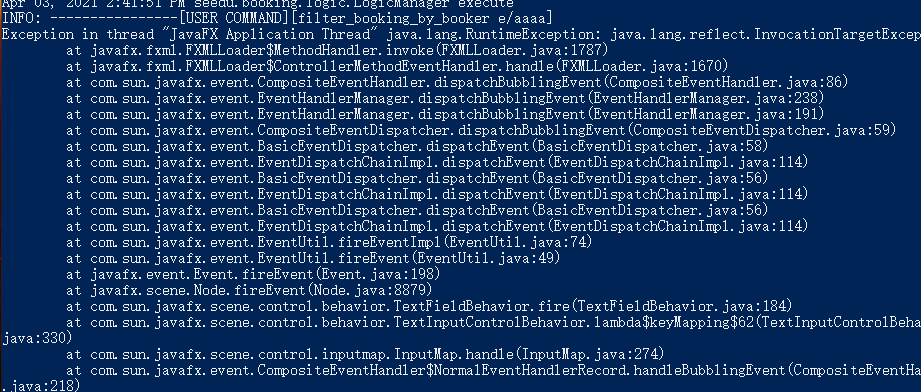 Apr 03, 2021 2:41:51 PM seedu.booking.logic.LogicManager execute
INFO: ----------------[USER COMMAND][filter_booking_by_booker e/aaaa]
Exception in thread "JavaFX Application Thread" java.lang.RuntimeException: java.lang.reflect.InvocationTargetExcep
at javafx.fxml.FXMLLoader$MethodHandler.invoke(FXMLLoader.java:1787)
at javafx.fxml.FXMLLoader$ControllerMethodEventHandler.handle(FXMLLoader.java:1670)
at com.sun.javafx.event.CompositeEventHandler.dispatchBubblingEvent(CompositeEventHandler.java:86)
at com.sun.javafx.event.EventHandlerManager.dispatchBubblingEvent(EventHandlerManager.java:238)
at com.sun.javafx.event.EventHandlerManager.dispatchBubblingEvent(EventHandlerManager.java:191)
at com.sun.javafx.event.CompositeEventDispatcher.dispatchBubblingEvent(CompositeEventDispatcher.java:59)
at com.sun.javafx.event.BasicEventDispatcher.dispatchEvent(BasicEventDispatcher.java:58)
at com.sun.javafx.event.EventDispatchChainImpl.dispatchEvent(EventDispatchChainImpl.java:114)
at com.sun.javafx.event.BasicEventDispatcher.dispatchEvent(BasicEventDispatcher.java:56)
at com.sun.javafx.event.EventDispatchChainImpl.dispatchEvent(EventDispatchChainImpl.java:114)
at com.sun.javafx.event.BasicEventDispatcher.dispatchEvent(BasicEventDispatcher.java:56)
at com.sun.javafx.event.EventDispatchChainImpl.dispatchEvent(EventDispatchChainImpl.java:114)
at com.sun.javafx.event.EventUtil.fireEventImpl(EventUtil.java:74)
at com.sun.javafx.event.EventUtil.fireEvent(EventUtil.java:49)
at javafx.event.Event.fireEvent(Event.java:198)
at javafx.scene.Node.fireEvent(Node.java:8879)
at com.sun.javafx.scene.control.behavior.TextFieldBehavior.fire(TextFieldBehavior.java:184)
at com.sun.javafx.scene.control.behavior.TextInputControlBehavior.lambda$keyMapping$62(TextInputControlBeha
java:330)
at com.sun.javafx.scene.control.inputmap.InputMap.handle(InputMap.java:274)
at com.sun.javafx.event.CompositeEventHandler$NormalEventHandlerRecord.handleBubblingEvent(CompositeEventHa
.java:218)